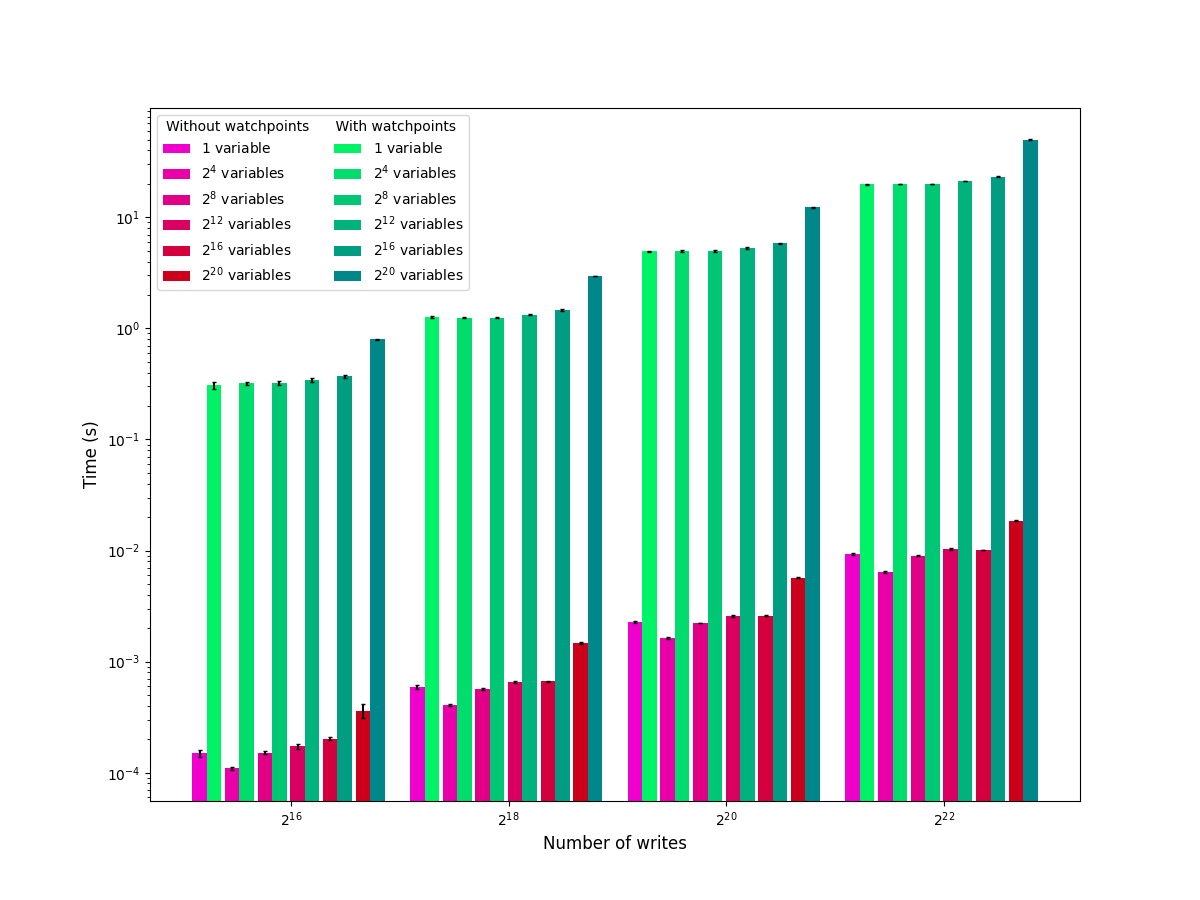 Without watchpoints With watchpoints
1 variable 1 variable
2^4 variables 2^4 variables
2^8 variables 2^8 variables
2^12 variables 2^12 variables
2^16 variables 2^16 variables
2^20 variables 2^20 variables
10^1
10^0
10^−1
10^−2
10^−3
10^−4
Time (s)
2^16 2^18 2^20 2^22
Number of writes